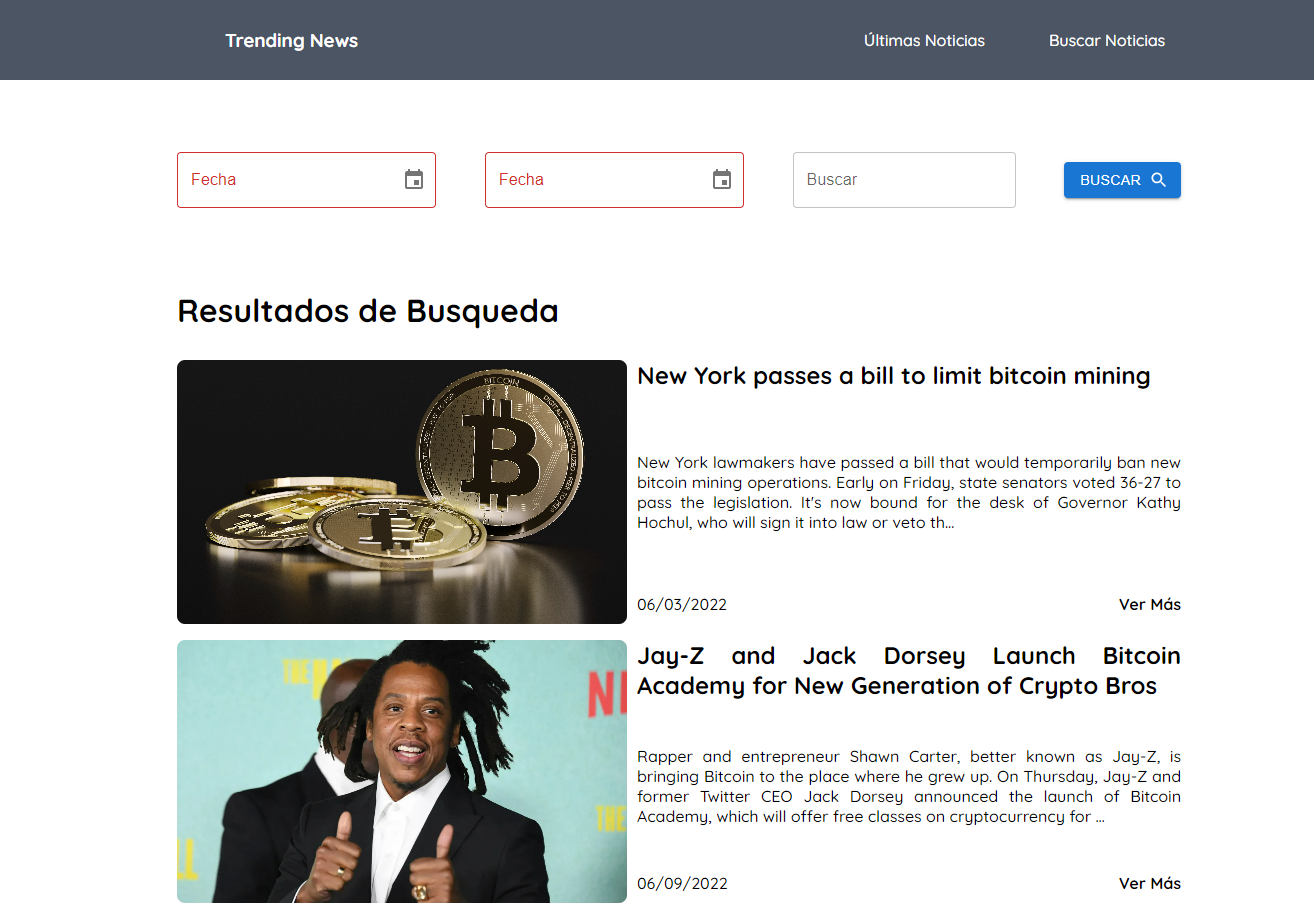 Trending News
Últimas Noticias
Buscar Noticias
Fecha
Fecha
Buscar
BUSCAR
Resultados de Busqueda
BITCOIN
New York passes a bill to limit bitcoin mining
New York lawmakers have passed a bill that would temporarily ban new
bitcoin mining operations. Early on Friday, state senators voted 36-27 to
pass the legislation. It's now bound for the desk of Governor Kathy
Hochul, who will sign it into law or veto th...
06/03/2022
Ver Más
THE
THE
Jay-Z and Jack Dorsey Launch Bitcoin
Academy for New Generation of Crypto Bros
Rapper and entrepreneur Shawn Carter, better known as Jay-Z, is
bringing Bitcoin to the place where he grew up. On Thursday, Jay-Z and
former Twitter CEO Jack Dorsey announced the launch of Bitcoin
Academy, which will offer free classes on cryptocurrency for ...
06/09/2022
Ver Más